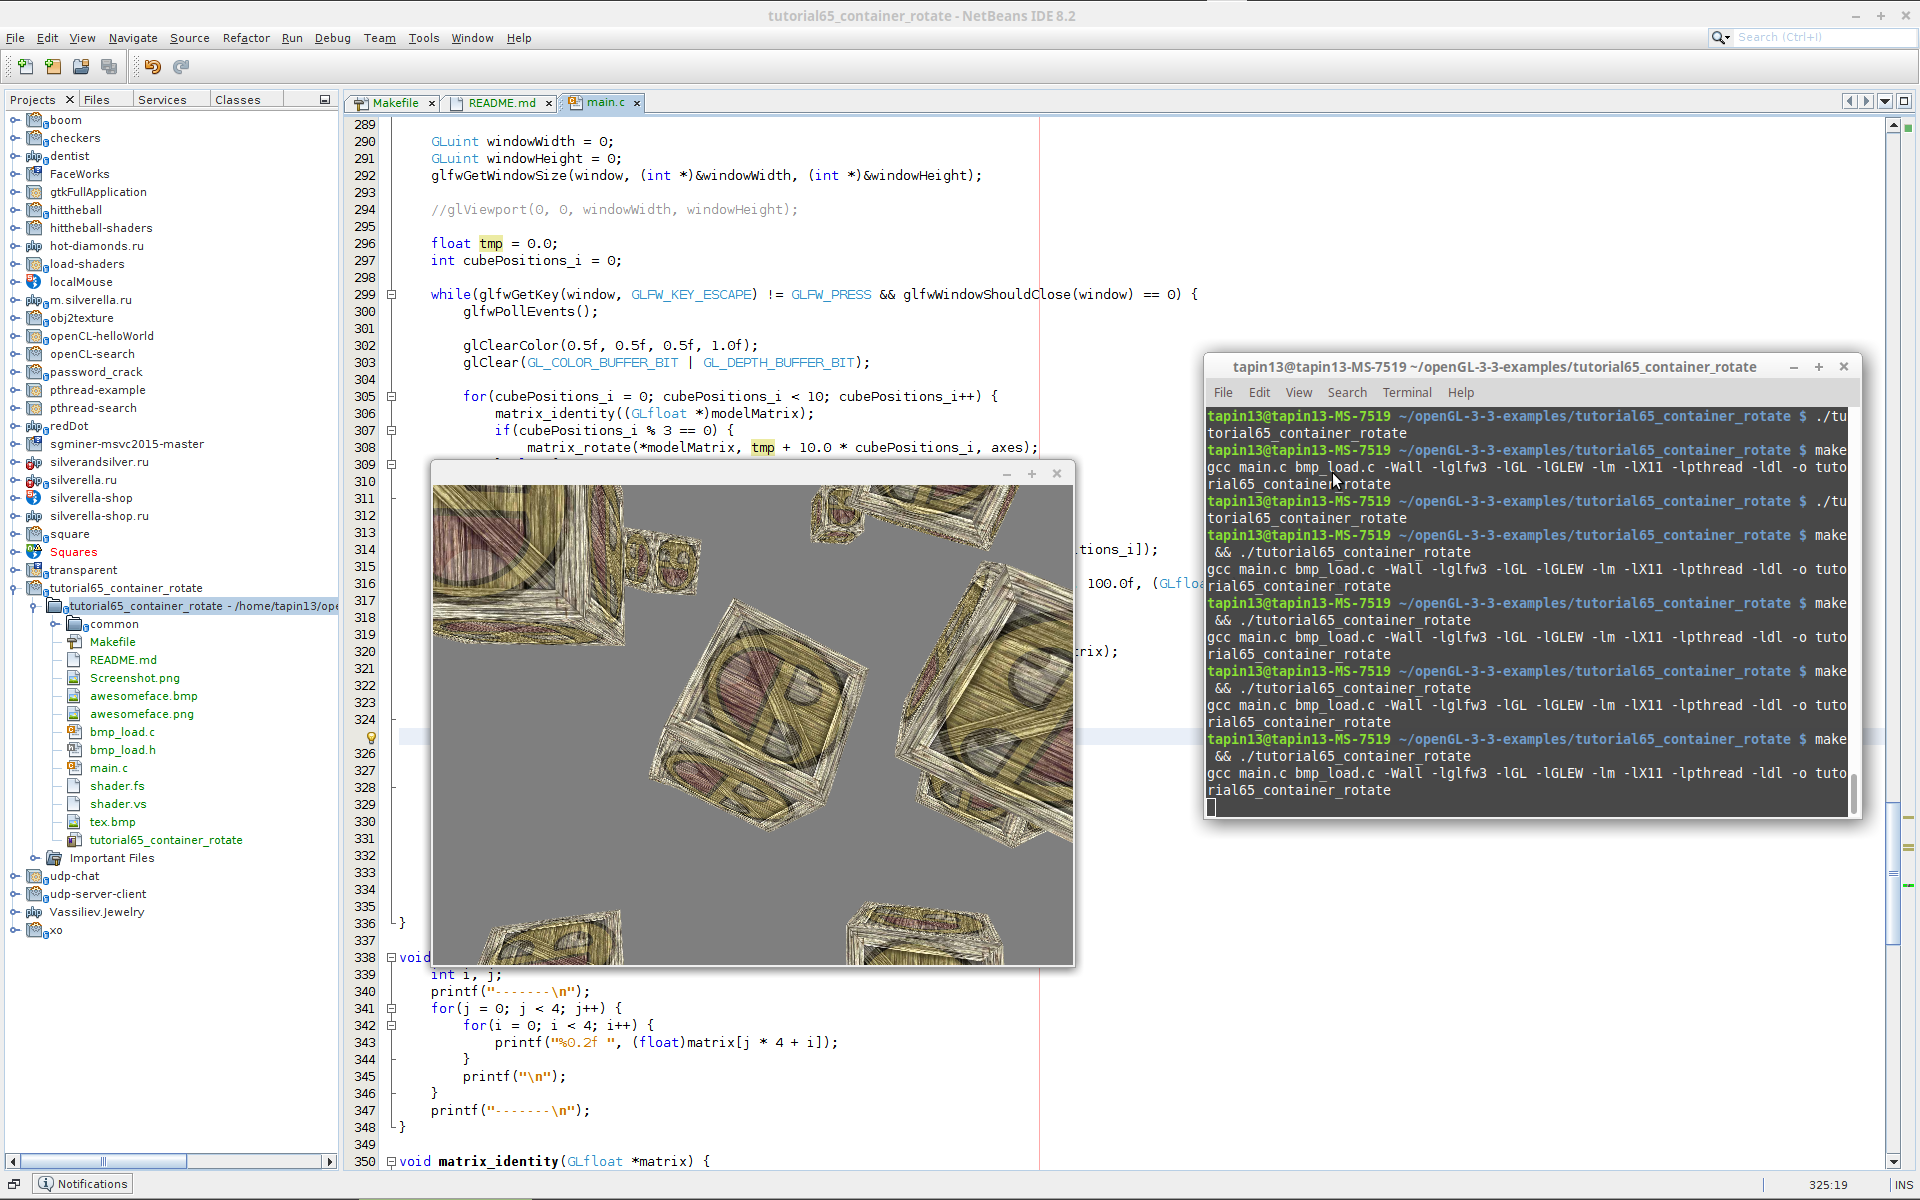 tutorial65_container_rotate - NetBeans IDE 8.2
File Edit View Navigate Source Refactor Run Debug Team Tools Window Help
Search (Ctrl+I)
Projects Files Services Classes
boom
checkers
dentist
FaceWorks
gtkFullApplication
hittheball
hittheball-shaders
hot-diamonds.ru
load-shaders
localMouse
m.silverella.ru
obj2texture
openCL-helloWorld
openCL-search
password_crack
pthread-example
pthread-search
redDot
sgminer-msvc2015-master
silverandsilver.ru
silverella.ru
silverella-shop
silverella-shop.ru
square
Squares
transparent
tutorial65_container_rotate
tutorial65_container_rotate - /home/tapin13/ope
common
Makefile
README.md
Screenshot.png
awesomeface.bmp
awesomeface.png
bmp_load.c
bmp_load.h
main.c
shader.fs
shader.vs
tex.bmp
tutorial65_container_rotate
Important Files
udp-chat
udp-server-client
Vassiliev.Jewelry
xo
Makefile README.md main.c
289
290 GLuint windowWidth = 0;
291 GLuint windowHeight = 0;
292 glfwGetWindowSize(window, (int *)&windowWidth, (int *)&windowHeight);
293
294 //glViewport(0, 0, windowWidth, windowHeight);
295
296 float tmp = 0.0;
297 int cubePositions_i = 0;
298
299 while(glfwGetKey(window, GLFW_KEY_ESCAPE) != GLFW_PRESS && glfwWindowShouldClose(window) == 0) {
300 glfwPollEvents();
301
302 glClearColor(0.5f, 0.5f, 0.5f, 1.0f);
303 glClear(GL_COLOR_BUFFER_BIT | GL_DEPTH_BUFFER_BIT);
304
305 for(cubePositions_i = 0; cubePositions_i < 10; cubePositions_i++) {
306 matrix_identity((GLfloat *)modelMatrix);
307 if(cubePositions_i % 3 == 0) {
308 matrix_rotate(*modelMatrix, tmp + 10.0 * cubePositions_i, axes);
309
310
311
312
313
314 tions_i]);
315
316 100.0f, (GLfloa
317
318
319
320 trix);
321
322
323
324
326
327
328
329
330
331
332
333
334
335
336 }
337
338 void
339 int i, j;
340 printf("-------\n");
341 for(j = 0; j < 4; j++) {
342 for(i = 0; i < 4; i++) {
343 printf("%0.2f ", (float)matrix[j * 4 + i]);
344 }
345 printf("\n");
346 }
347 printf("-------\n");
348 }
349
350 void matrix_identity(GLfloat *matrix) {
tapin13@tapin13-MS-7519 ~/openGL-3-3-examples/tutorial65_container_rotate
File Edit View Search Terminal Help
tapin13@tapin13-MS-7519 ~/openGL-3-3-examples/tutorial65_container_rotate $ ./tu
torial65_container_rotate
tapin13@tapin13-MS-7519 ~/openGL-3-3-examples/tutorial65_container_rotate $ make
gcc main.c bmp_load.c -Wall -lglfw3 -lGL -lGLEW -lm -lX11 -lpthread -ldl -o tuto
rial65_container_rotate
tapin13@tapin13-MS-7519 ~/openGL-3-3-examples/tutorial65_container_rotate $ ./tu
torial65_container_rotate
tapin13@tapin13-MS-7519 ~/openGL-3-3-examples/tutorial65_container_rotate $ make
&& ./tutorial65_container_rotate
gcc main.c bmp_load.c -Wall -lglfw3 -lGL -lGLEW -lm -lX11 -lpthread -ldl -o tuto
rial65_container_rotate
tapin13@tapin13-MS-7519 ~/openGL-3-3-examples/tutorial65_container_rotate $ make
&& ./tutorial65_container_rotate
gcc main.c bmp_load.c -Wall -lglfw3 -lGL -lGLEW -lm -lX11 -lpthread -ldl -o tuto
rial65_container_rotate
tapin13@tapin13-MS-7519 ~/openGL-3-3-examples/tutorial65_container_rotate $ make
&& ./tutorial65_container_rotate
gcc main.c bmp_load.c -Wall -lglfw3 -lGL -lGLEW -lm -lX11 -lpthread -ldl -o tuto
rial65_container_rotate
tapin13@tapin13-MS-7519 ~/openGL-3-3-examples/tutorial65_container_rotate $ make
&& ./tutorial65_container_rotate
gcc main.c bmp_load.c -Wall -lglfw3 -lGL -lGLEW -lm -lX11 -lpthread -ldl -o tuto
rial65_container_rotate
Notifications
325:19 INS